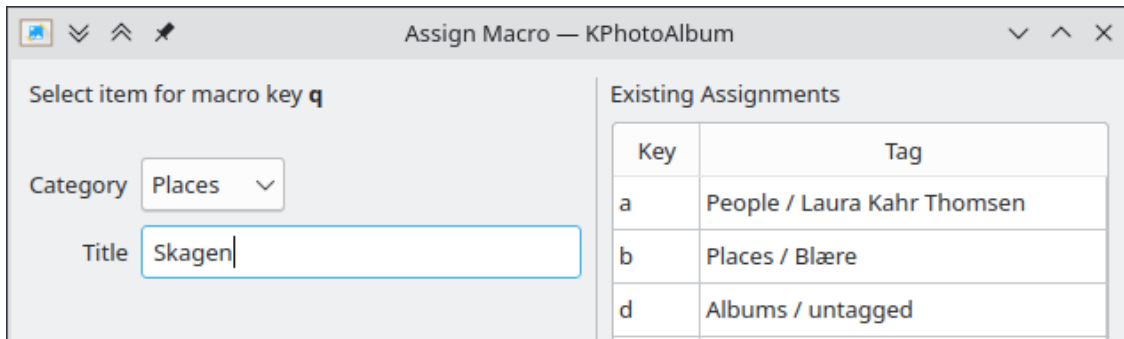 Assign Macro — KPhotoAlbum
Select item for macro key q
Category Places
Title Skagen
Existing Assignments
Key Tag
a People / Laura Kahr Thomsen
b Places / Blære
d Albums / untagged